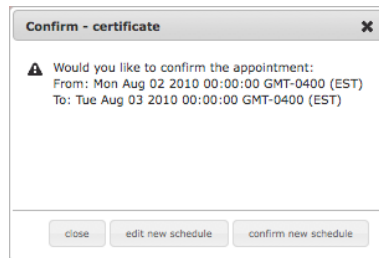 Confirm - certificate
Would you like to confirm the appointment:
From: Mon Aug 02 2010 00:00:00 GMT-0400 (EST)
To: Tue Aug 03 2010 00:00:00 GMT-0400 (EST)
close edit new schedule confirm new schedule